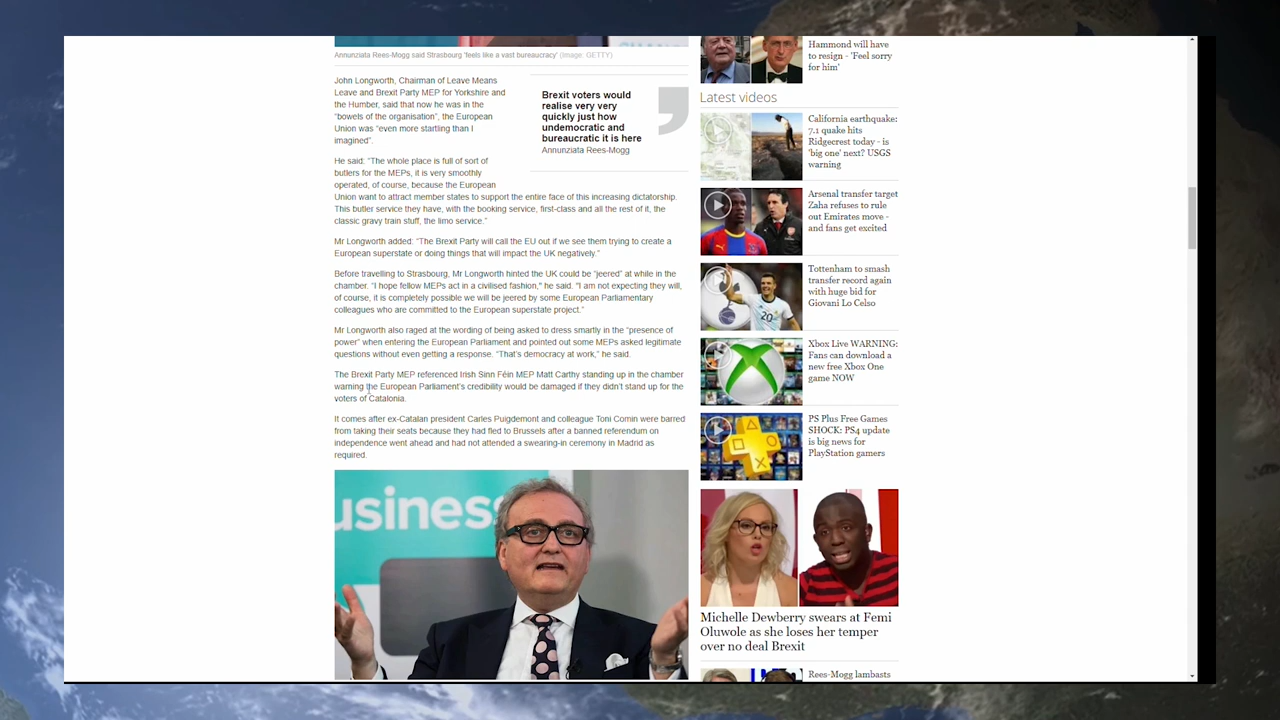 Annunziata Rees-Mogg said Strasbourg 'feels like a vast bureaucracy' (Image: GETTY)
John Longworth, Chairman of Leave Means
Leave and Brexit Party MEP for Yorkshire and
the Humber, said that now he was in the
“bowels of the organisation”, the European
Union was “even more startling than I
imagined”.
Brexit voters would
realise very very
quickly just how
undemocratic and
bureaucratic it is here
Annunziata Rees-Mogg
He said: “The whole place is full of sort of
butlers for the MEPs, it is very smoothly
operated, of course, because the European
Union want to attract member states to support the entire face of this increasing dictatorship.
This butler service they have, with the booking service, first-class and all the rest of it, the
classic gravy train stuff, the limo service.”
Mr Longworth added: “The Brexit Party will call the EU out if we see them trying to create a
European superstate or doing things that will impact the UK negatively.”
Before travelling to Strasbourg, Mr Longworth hinted the UK could be “jeered” at while in the
chamber. “I hope fellow MEPs act in a civilised fashion," he said. "I am not expecting they will,
of course, it is completely possible we will be jeered by some European Parliamentary
colleagues who are committed to the European superstate project.”
Mr Longworth also raged at the wording of being asked to dress smartly in the “presence of
power” when entering the European Parliament and pointed out some MEPs asked legitimate
questions without even getting a response. “That’s democracy at work,” he said.
The Brexit Party MEP referenced Irish Sinn Féin MEP Matt Carthy standing up in the chamber
warning the European Parliament’s credibility would be damaged if they didn’t stand up for the
voters of Catalonia.
It comes after ex-Catalan president Carles Puigdemont and colleague Toni Comin were barred
from taking their seats because they had fled to Brussels after a banned referendum on
independence went ahead and had not attended a swearing-in ceremony in Madrid as
required.
usiness
Hammond will have
to resign - 'Feel sorry
for him'
Latest videos
California earthquake:
7.1 quake hits
Ridgecrest today - is
'big one' next? USGS
warning
Arsenal transfer target
Zaha refuses to rule
out Emirates move -
and fans get excited
Tottenham to smash
transfer record again
with huge bid for
Giovani Lo Celso
20
Xbox Live WARNING:
Fans can download a
new free Xbox One
game NOW
PS Plus Free Games
SHOCK: PS4 update
is big news for
PlayStation gamers
Michelle Dewberry swears at Femi
Oluwole as she loses her temper
over no deal Brexit
Rees-Mogg lambasts